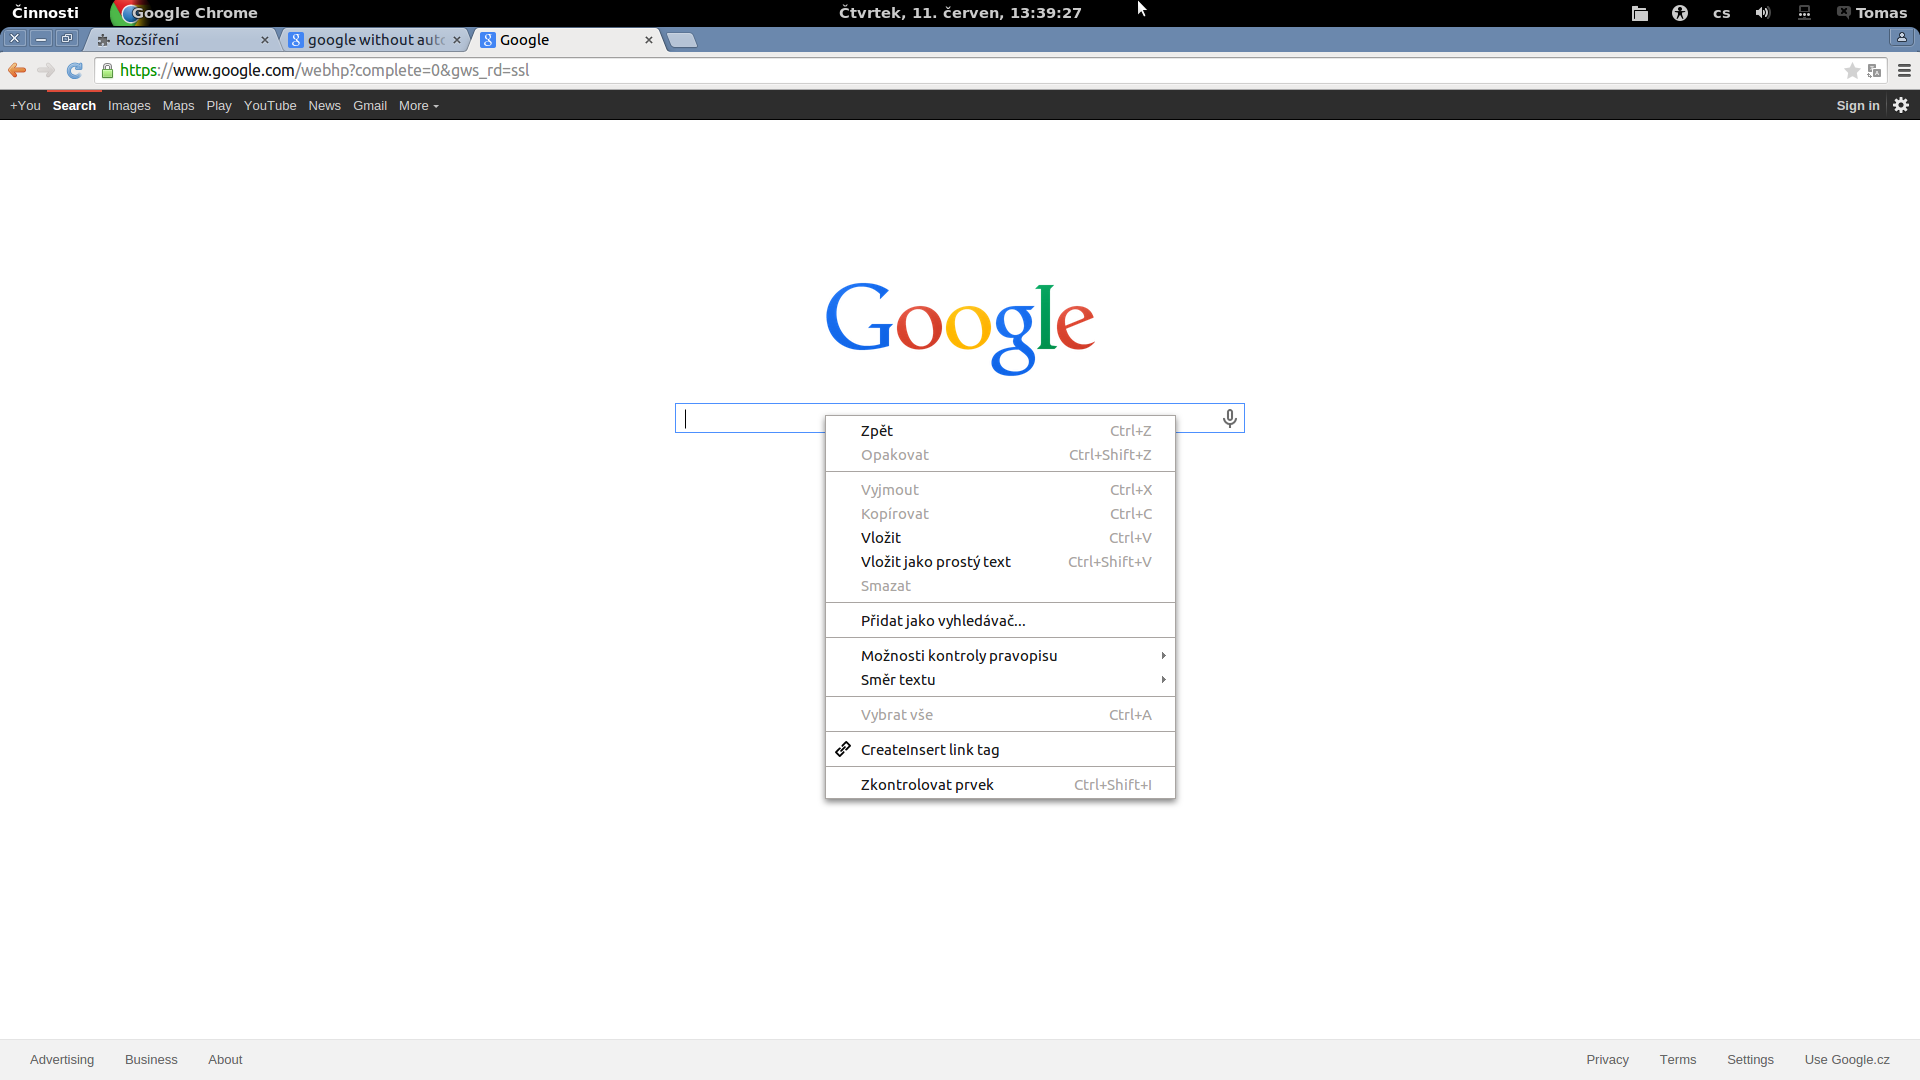 Činnosti Google Chrome Čtvrtek, 11. červen, 13:39:27 cs Tomas
Rozšíření google without auto Google
https://www.google.com/webhp?complete=0&gws_rd=ssl
+You Search Images Maps Play YouTube News Gmail More Sign in
Google
Zpět Ctrl+Z
Opakovat Ctrl+Shift+Z
Vyjmout Ctrl+X
Kopírovat Ctrl+C
Vložit Ctrl+V
Vložit jako prostý text Ctrl+Shift+V
Smazat
Přidat jako vyhledávač...
Možnosti kontroly pravopisu
Směr textu
Vybrat vše Ctrl+A
CreateInsert link tag
Zkontrolovat prvek Ctrl+Shift+I
Advertising Business About Privacy Terms Settings Use Google.cz